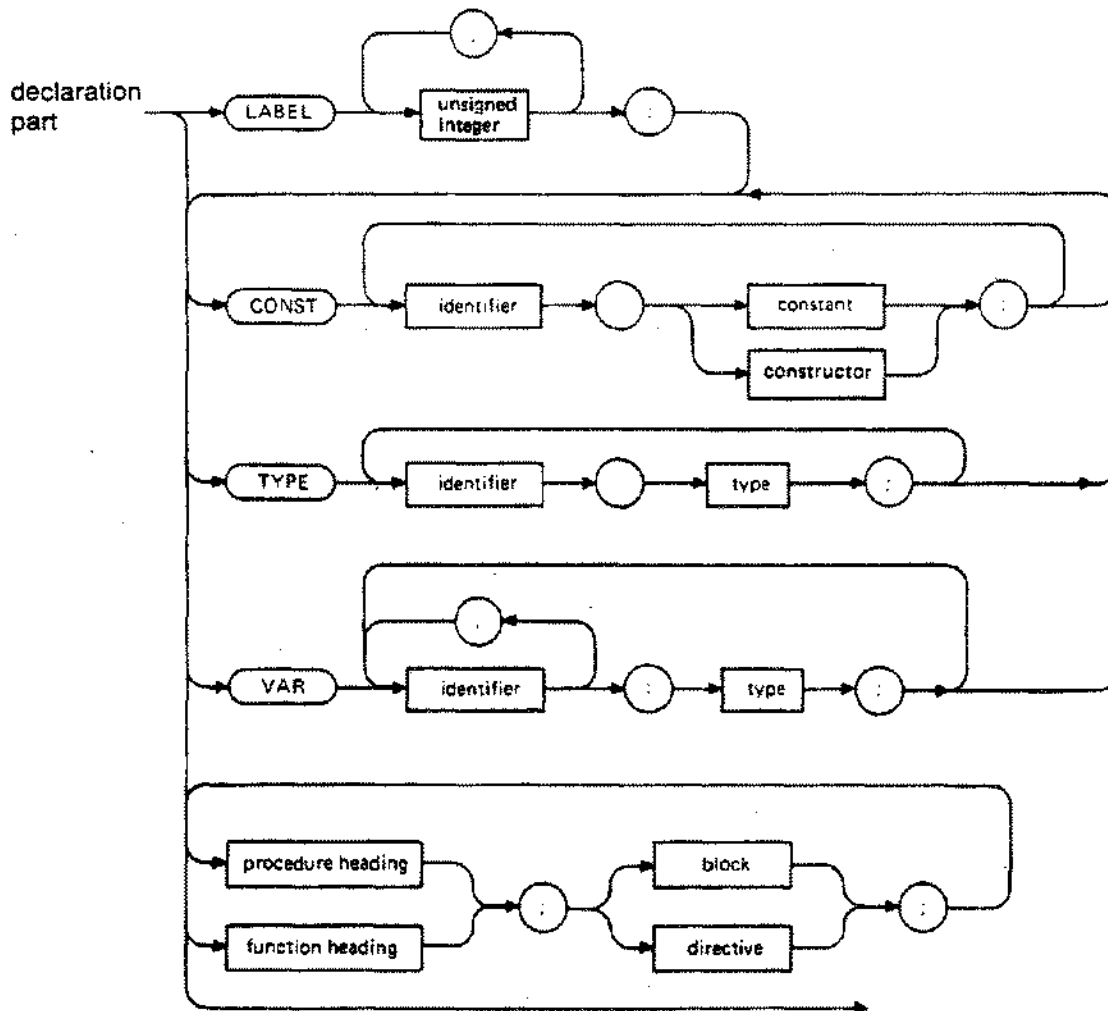 declaration
part
LABEL
unsigned
integer
CONST
identifier
constant
constructor
TYPE
identifier
type
VAR
identifier
type
procedure heading
block
function heading
directive